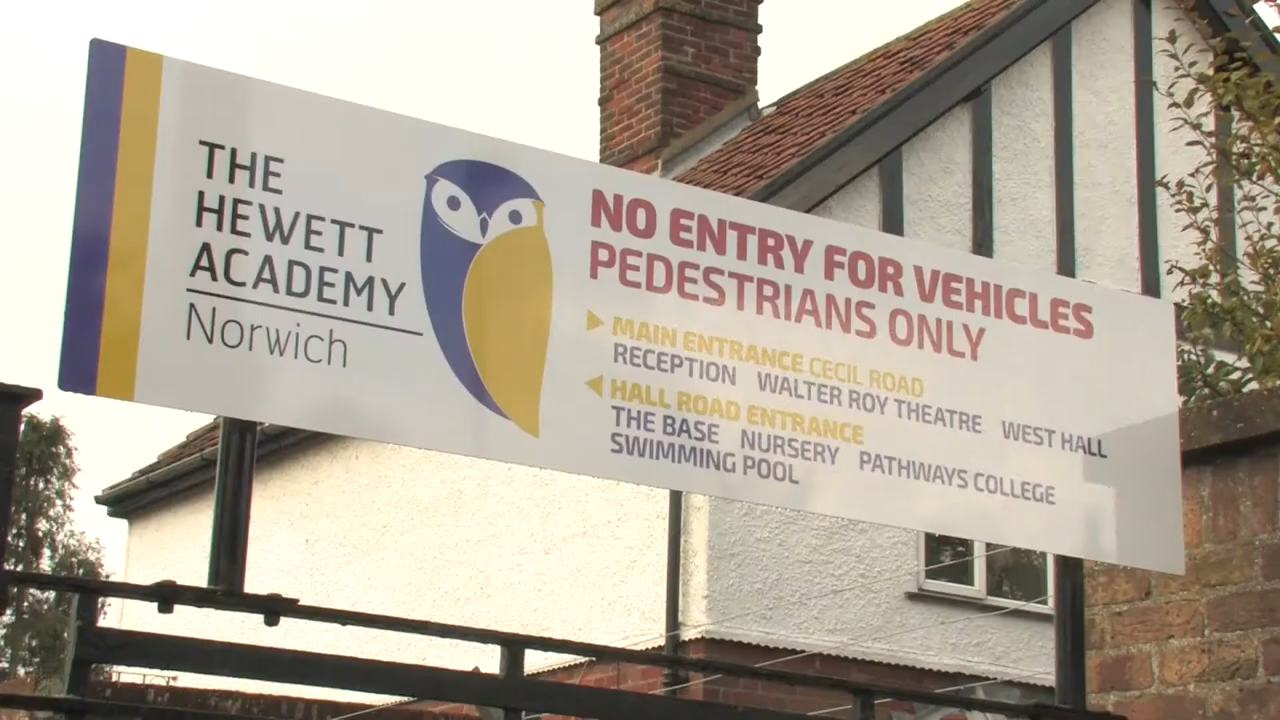 THE
HEWETT
ACADEMY
Norwich
NO ENTRY FOR VEHICLES
PEDESTRIANS ONLY
MAIN ENTRANCE CECIL ROAD
RECEPTION WALTER ROY THEATRE WEST HALL
HALL ROAD ENTRANCE
THE BASE NURSERY PATHWAYS COLLEGE
SWIMMING POOL